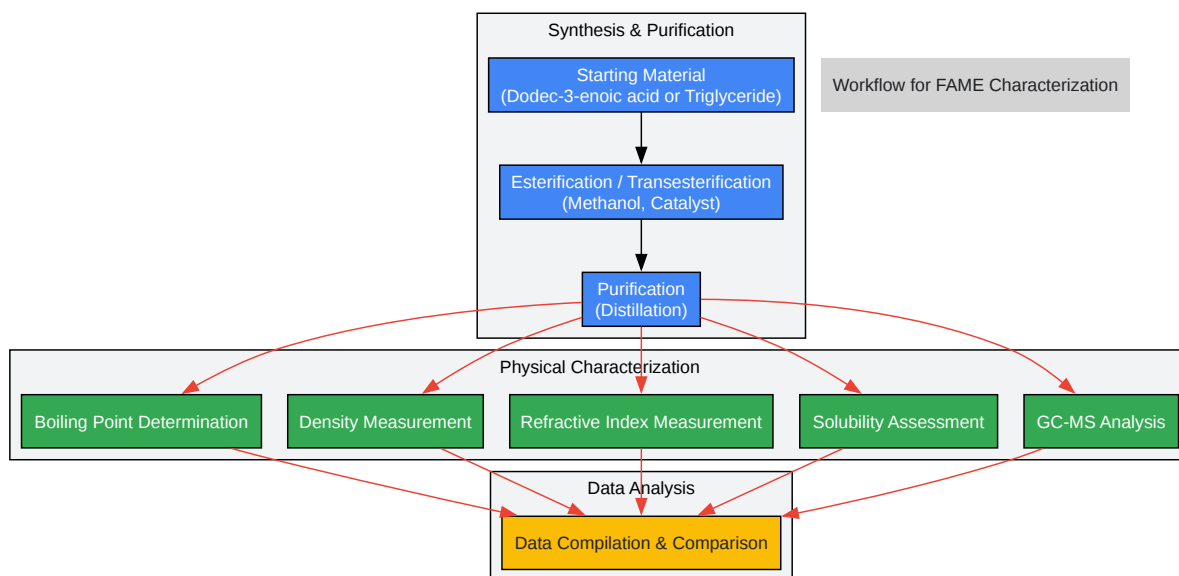 Synthesis & Purification
Starting Material
(Dodec-3-enoic acid or Triglyceride)
Workflow for FAME Characterization
Esterification / Transesterification
(Methanol, Catalyst)
Purification
(Distillation)
Physical Characterization
Boiling Point Determination
Density Measurement
Refractive Index Measurement
Solubility Assessment
GC-MS Analysis
Data Analysis
Data Compilation & Comparison